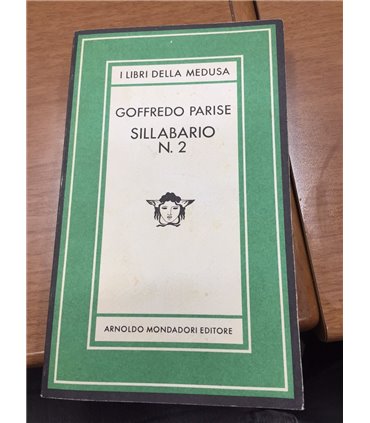 I LIBRI DELLA MEDUSA
GOFFREDO PARISE
SILLABARIO
N. 2
ARNOLDO MONDADORI EDITORE